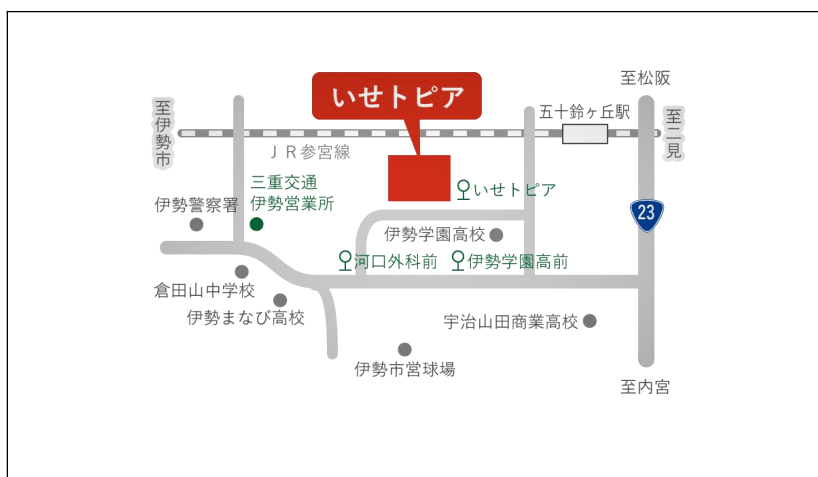 至松阪
いせトピア
至伊勢市
五十鈴ヶ丘駅
至二見
ＪＲ参宮線
三重交通
伊勢営業所
いせトピア
伊勢警察署
23
伊勢学園高校
河口外科前
伊勢学園高前
倉田山中学校
伊勢まなび高校
宇治山田商業高校
伊勢市営球場
至内宮